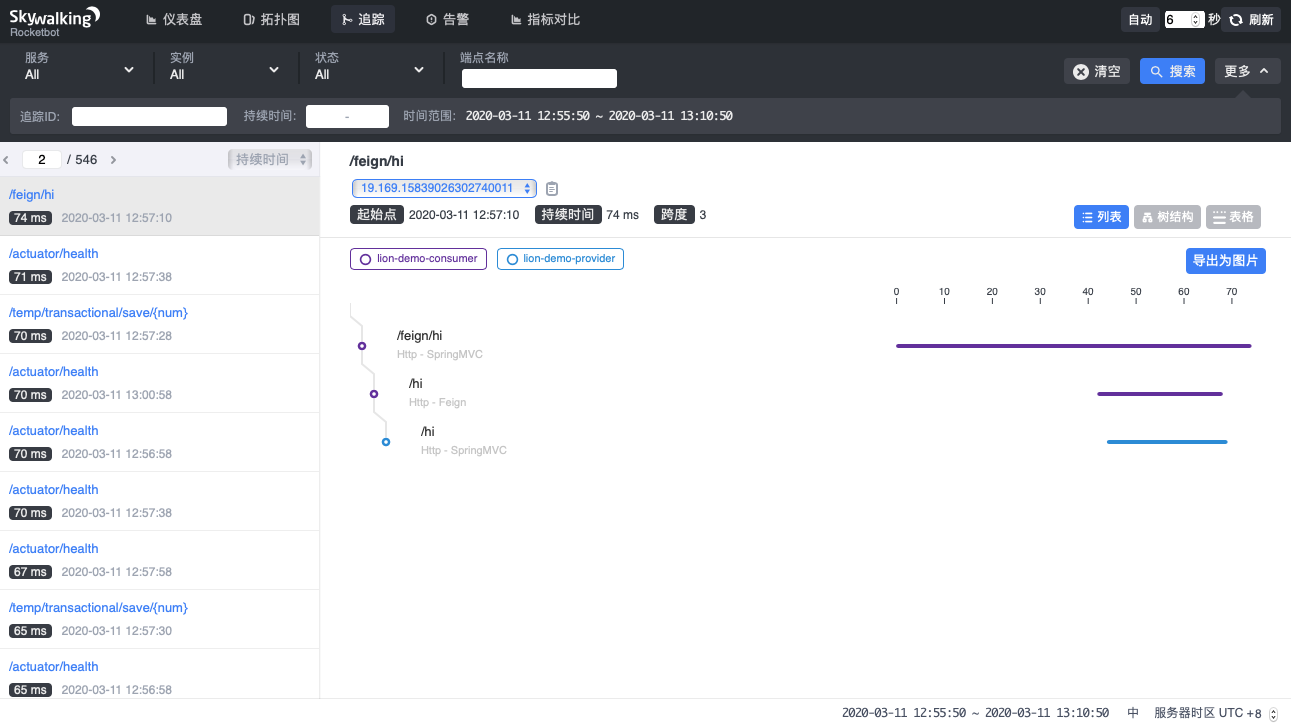 Skywalking
Rocketbot
仪表盘 拓扑图 追踪 告警 指标对比
自动 6 秒 刷新
服务 实例 状态 端点名称
All All All
清空 搜索 更多
追踪ID: 持续时间: - 时间范围: 2020-03-11 12:55:50 ~ 2020-03-11 13:10:50
2 / 546 持续时间
/feign/hi
74 ms 2020-03-11 12:57:10
/actuator/health
71 ms 2020-03-11 12:57:38
/temp/transactional/save/{num}
70 ms 2020-03-11 12:57:28
/actuator/health
70 ms 2020-03-11 13:00:58
/actuator/health
70 ms 2020-03-11 12:56:58
/actuator/health
70 ms 2020-03-11 12:57:38
/actuator/health
67 ms 2020-03-11 12:57:58
/temp/transactional/save/{num}
65 ms 2020-03-11 12:57:30
/actuator/health
65 ms 2020-03-11 12:56:58
/feign/hi
19.169.15839026302740011
起始点 2020-03-11 12:57:10 持续时间 74 ms 跨度 3
列表 树结构 表格
lion-demo-consumer lion-demo-provider
导出为图片
0 10 20 30 40 50 60 70
/feign/hi
Http - SpringMVC
/hi
Http - Feign
/hi
Http - SpringMVC
2020-03-11 12:55:50 ~ 2020-03-11 13:10:50 中 服务器时区 UTC +8